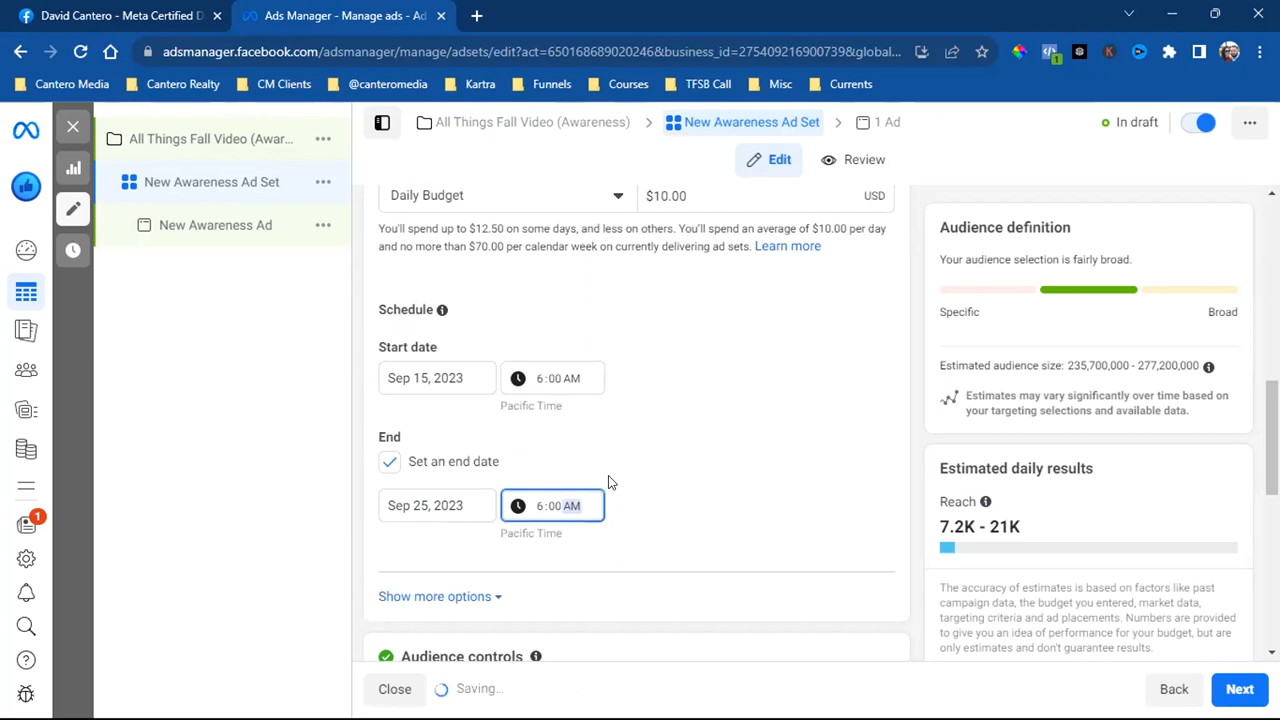 David Cantero - Meta Certified D
Ads Manager - Manage ads - Ad
adsmanager.facebook.com/adsmanager/manage/adsets/edit?act=650168689020246&business_id=275409216900739&global...
Cantero Media
Cantero Realty
CM Clients
@canteromedia
Kartra
Funnels
Courses
TFSB Call
Misc
Currents
All Things Fall Video (Awar...
New Awareness Ad Set
New Awareness Ad
All Things Fall Video (Awareness)
New Awareness Ad Set
1 Ad
In draft
Edit
Review
Daily Budget
$10.00
USD
You'll spend up to $12.50 on some days, and less on others. You'll spend an average of $10.00 per day
and no more than $70.00 per calendar week on currently delivering ad sets. Learn more
Schedule
Start date
Sep 15, 2023
6:00 AM
Pacific Time
End
Set an end date
Sep 25, 2023
6:00 AM
Pacific Time
Show more options
Audience controls
Close
Saving...
Back
Next
Audience definition
Your audience selection is fairly broad.
Specific
Broad
Estimated audience size: 235,700,000 - 277,200,000
Estimates may vary significantly over time based on
your targeting selections and available data.
Estimated daily results
Reach
7.2K - 21K
The accuracy of estimates is based on factors like past
campaign data, the budget you entered, market data,
targeting criteria and ad placements. Numbers are provided
to give you an idea of performance for your budget, but are
only estimates and don't guarantee results.
1
1